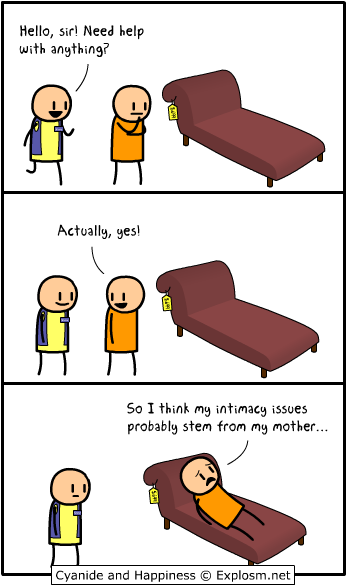 Hello, sir! Need help
with anything?
Actually, yes!
So I think my intimacy issues
probably stem from my mother...
Cyanide and Happiness © Explosm.net